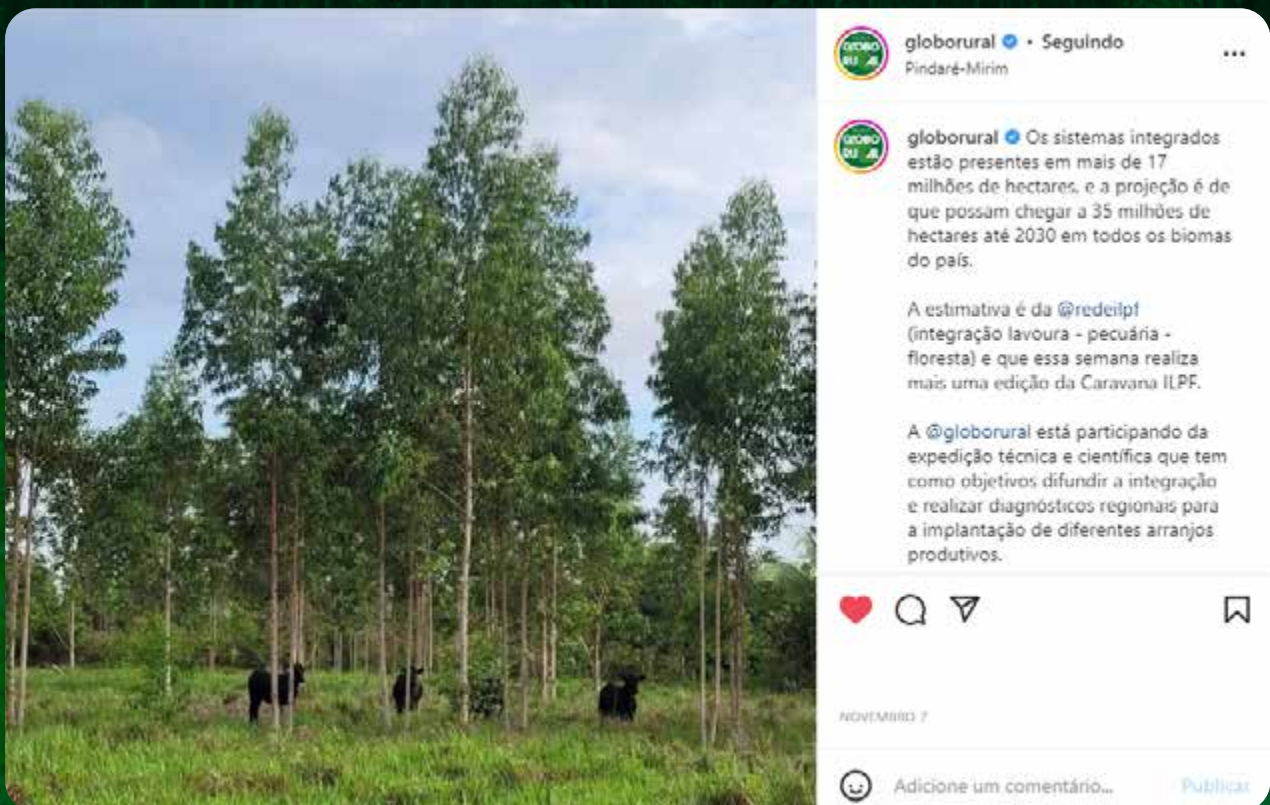 globorural • Seguindo
Pindaré-Mirim
...
GLOBO
RURAL
globorural Os sistemas integrados
estão presentes em mais de 17
milhões de hectares, e a projeção é de
que possam chegar a 35 milhões de
hectares até 2030 em todos os biomas
do país.
A estimativa é da @redeilpf
(integração lavoura - pecuária -
floresta) e que essa semana realiza
mais uma edição da Caravana ILPF.
A @globorural está participando da
expedição técnica e científica que tem
como objetivos difundir a integração
e realizar diagnósticos regionais para
a implantação de diferentes arranjos
produtivos.
NOVEMBRO 7
Adicione um comentário... Publicar